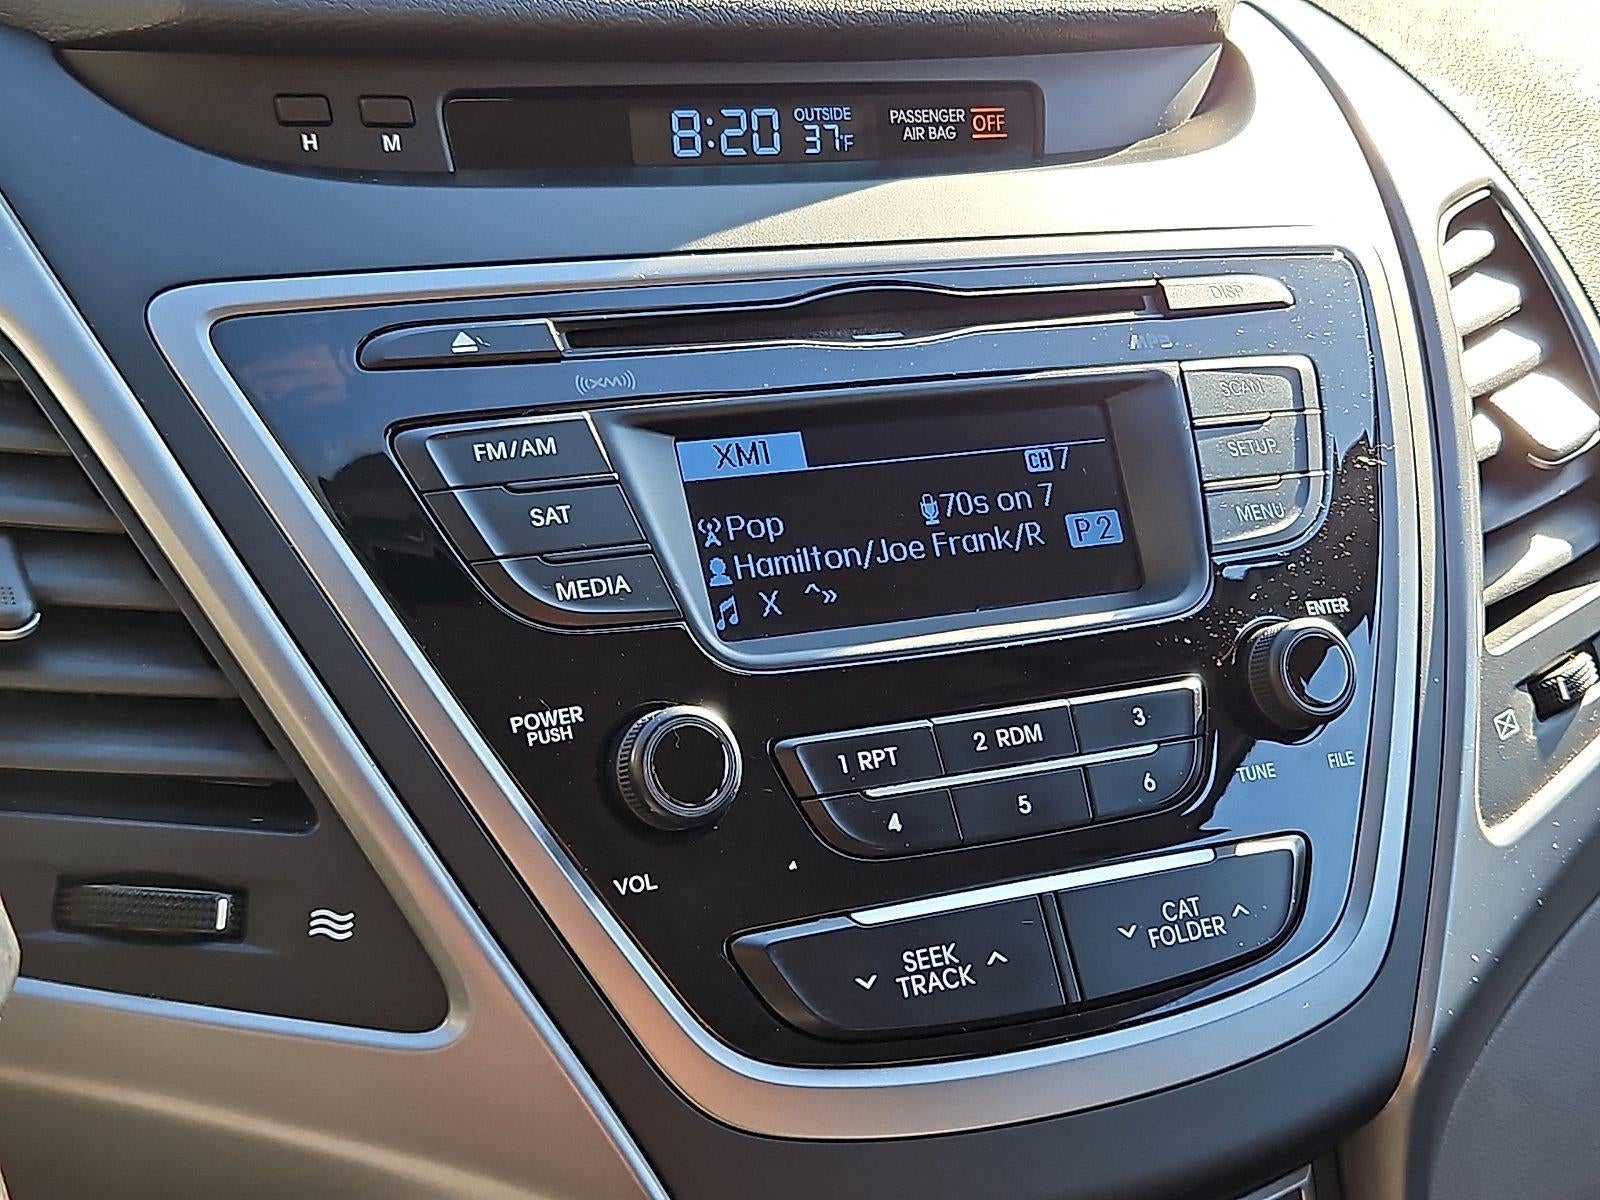 H
M
8:20
OUTSIDE
37°F
PASSENGER
AIR BAG
OFF
DISP
MP3
((XM))
FM/AM
SAT
MEDIA
XM1
CH 7
70s on 7
Pop
Hamilton/Joe Frank/R
P2
X ^»
SCAN
SETUP
MENU
ENTER
POWER
PUSH
VOL
1 RPT
2 RDM
3
4
5
6
TUNE
FILE
SEEK
TRACK
CAT
FOLDER